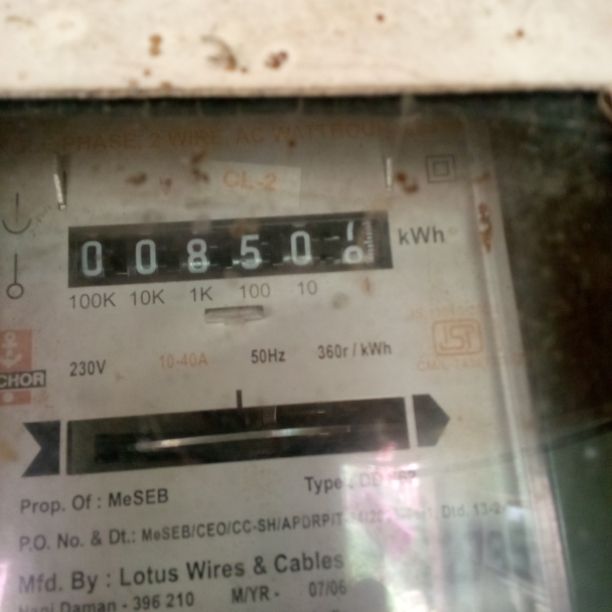 PHASE, 2 WIRE, AC WATTHOUR
CL-2
0 0 8 5 0
kWh
100K 10K 1K 100 10
230V 10-40A 50Hz 360r / kWh
CHOR
Prop. Of : MeSEB
Type
P.O. No. & Dt.: MeSEB/CEO/CC-SH/APDRP/T
Mfd. By : Lotus Wires & Cables
Daman - 396 210 M/YR - 07/06